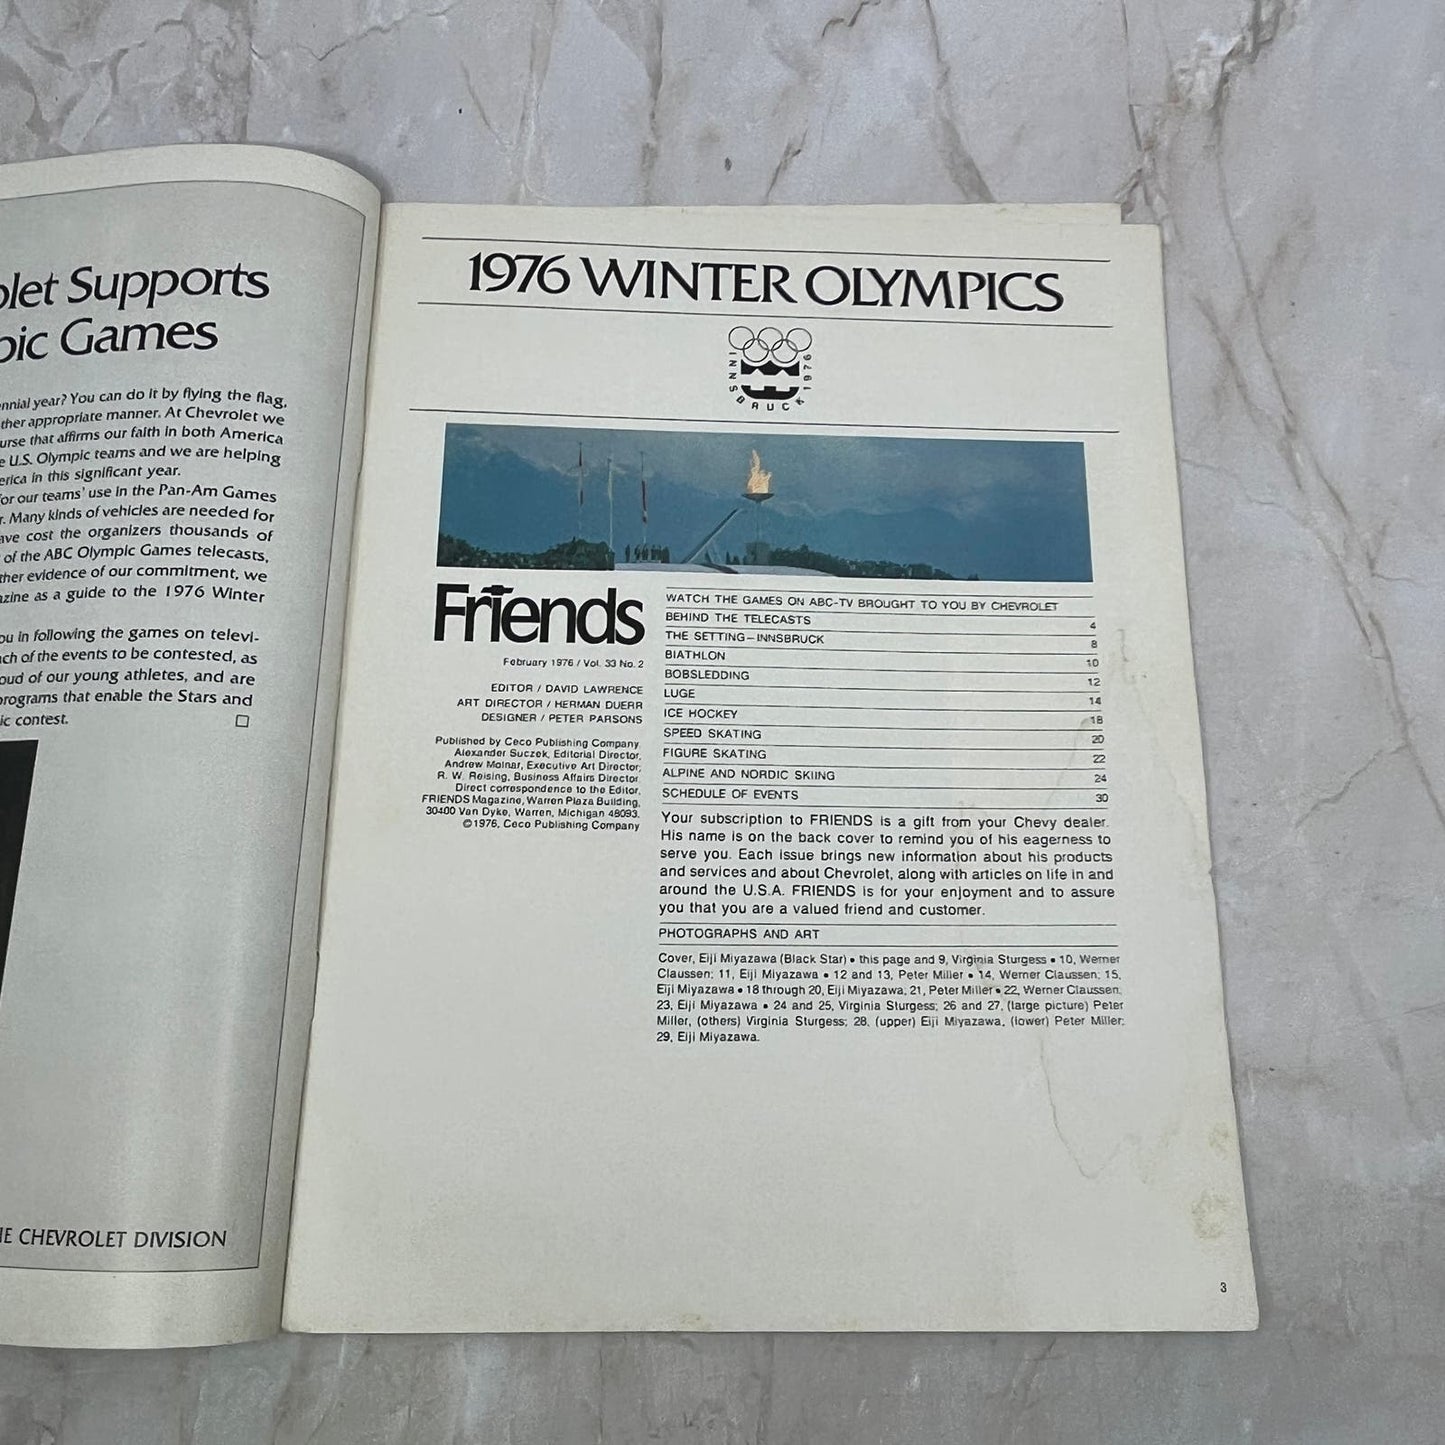 olet Supports
pic Games
ennial year? You can do it by flying the flag,
ther appropriate manner. At Chevrolet we
urse that affirms our faith in both America
e U.S. Olympic teams and we are helping
erica in this significant year.
for our teams' use in the Pan-Am Games
r. Many kinds of vehicles are needed for
ave cost the organizers thousands of
of the ABC Olympic Games telecasts,
ther evidence of our commitment, we
azine as a guide to the 1976 Winter
ou in following the games on televi-
ach of the events to be contested, as
oud of our young athletes, and are
programs that enable the Stars and
ic contest.
HE CHEVROLET DIVISION
1976 WINTER OLYMPICS
INNSBRUCK 1976
Friends
February 1976 / Vol. 33 No. 2
EDITOR / DAVID LAWRENCE
ART DIRECTOR / HERMAN DUERR
DESIGNER / PETER PARSONS
Published by Ceco Publishing Company.
Alexander Suczek, Editorial Director,
Andrew Molnar, Executive Art Director;
R. W. Reising, Business Affairs Director.
Direct correspondence to the Editor,
FRIENDS Magazine, Warren Plaza Building,
30400 Van Dyke, Warren, Michigan 48093.
©1976, Ceco Publishing Company
WATCH THE GAMES ON ABC-TV BROUGHT TO YOU BY CHEVROLET
BEHIND THE TELECASTS 4
THE SETTING—INNSBRUCK 8
BIATHLON 10
BOBSLEDDING 12
LUGE 14
ICE HOCKEY 18
SPEED SKATING 20
FIGURE SKATING 22
ALPINE AND NORDIC SKIING 24
SCHEDULE OF EVENTS 30
Your subscription to FRIENDS is a gift from your Chevy dealer.
His name is on the back cover to remind you of his eagerness to
serve you. Each issue brings new information about his products
and services and about Chevrolet, along with articles on life in and
around the U.S.A. FRIENDS is for your enjoyment and to assure
you that you are a valued friend and customer.
PHOTOGRAPHS AND ART
Cover, Eiji Miyazawa (Black Star) • this page and 9, Virginia Sturgess • 10, Werner
Claussen; 11, Eiji Miyazawa • 12 and 13, Peter Miller • 14, Werner Claussen; 15,
Eiji Miyazawa • 18 through 20, Eiji Miyazawa; 21, Peter Miller • 22, Werner Claussen;
23, Eiji Miyazawa • 24 and 25, Virginia Sturgess; 26 and 27, (large picture) Peter
Miller, (others) Virginia Sturgess; 28, (upper) Eiji Miyazawa, (lower) Peter Miller;
29, Eiji Miyazawa.
3